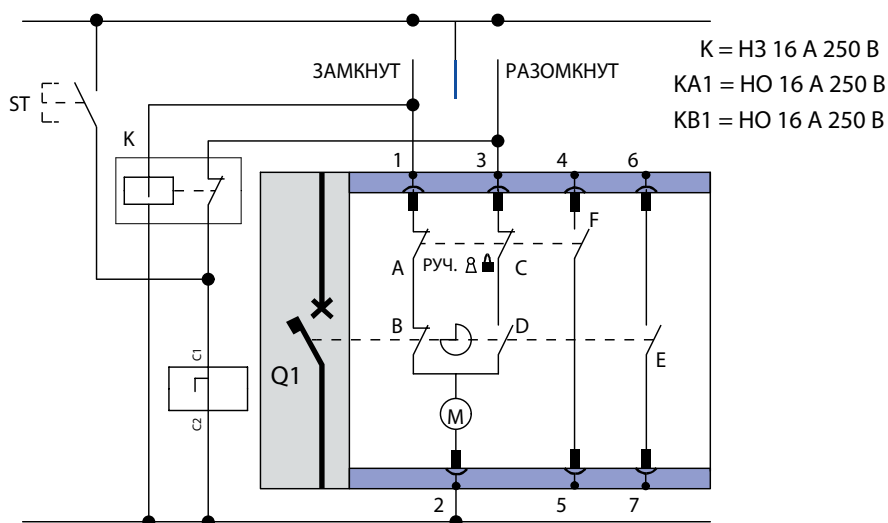 K = НЗ 16 А 250 В
KA1 = НО 16 А 250 В
KB1 = НО 16 А 250 В
ЗАМКНУТ
РАЗОМКНУТ
ST
K
1
3
4
6
F
A
РУЧ.
C
B
D
E
Q1
C1
C2
M
2
5
7